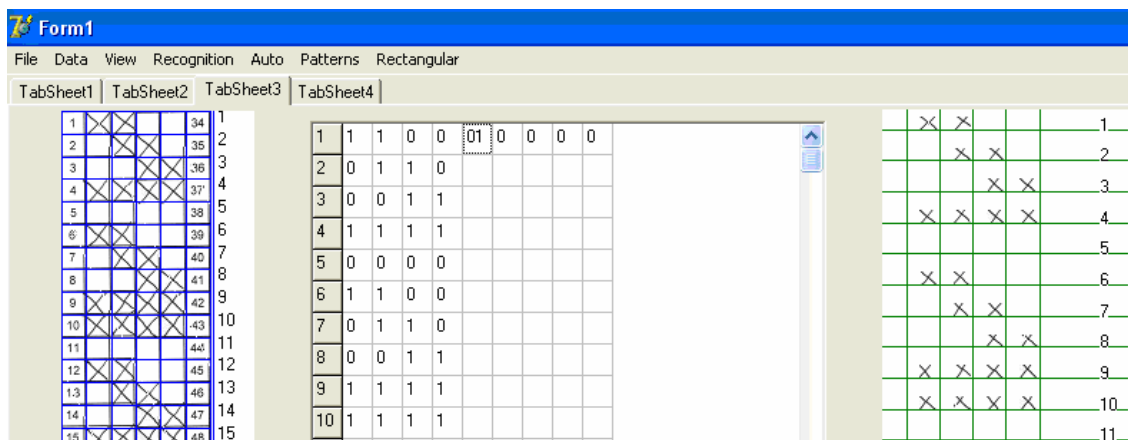 Form1
File Data View Recognition Auto Patterns Rectangular
TabSheet1 TabSheet2 TabSheet3 TabSheet4
1 34 1
2 35 2
3 36 3
4 37 4
5 38 5
6 39 6
7 40 7
8 41 8
9 42 9
10 43 10
11 44 11
12 45 12
13 46 13
14 47 14
15 48 15
1 1 1 0 0 01 0 0 0 0
2 0 1 1 0
3 0 0 1 1
4 1 1 1 1
5 0 0 0 0
6 1 1 0 0
7 0 1 1 0
8 0 0 1 1
9 1 1 1 1
10 1 1 1 1
1
2
3
4
5
6
7
8
9
10
11